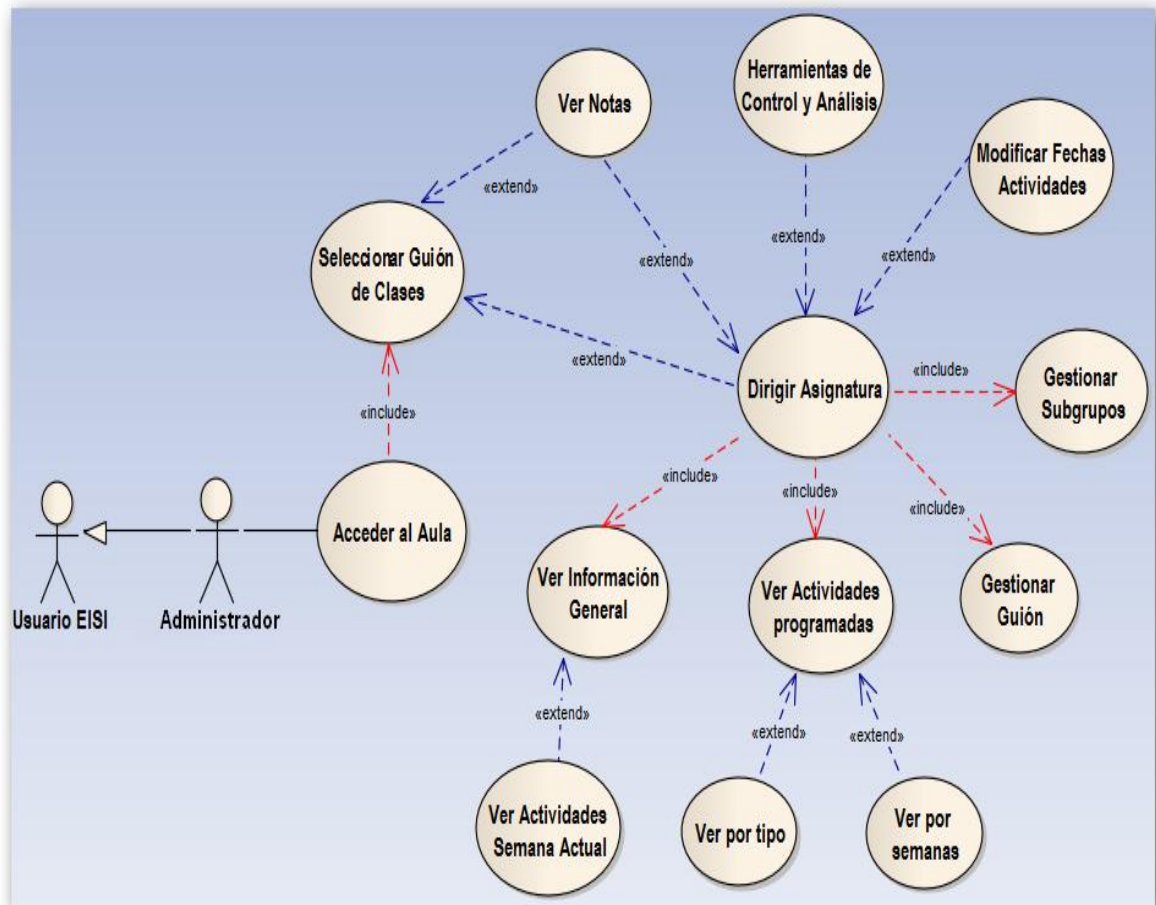 Ver Notas
Herramientas de
Control y Análisis
Modificar Fechas
Actividades
«extend»
Seleccionar Guión
de Clases
«extend»
«extend»
«extend»
«extend»
Dirigir Asignatura
«include»
Gestionar
Subgrupos
«include»
«include»
«include»
«include»
Acceder al Aula
Ver Información
General
Ver Actividades
programadas
Gestionar
Guión
Usuario EISI
Administrador
«extend»
«extend»
«extend»
Ver Actividades
Semana Actual
Ver por tipo
Ver por
semanas